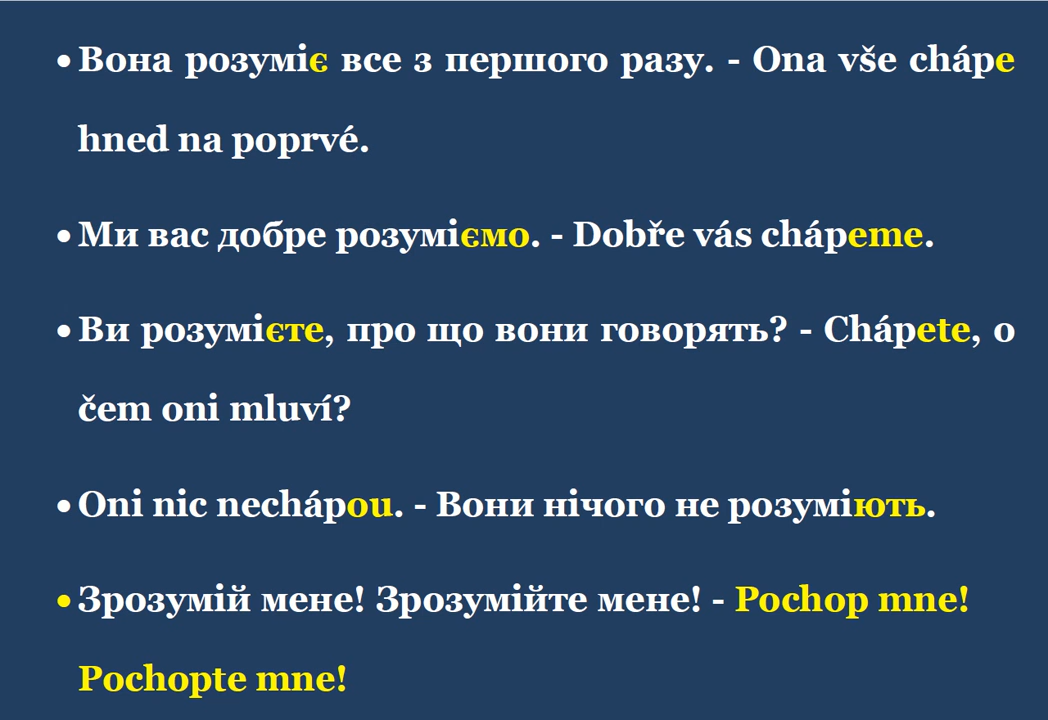 • Вона розуміє все з першого разу. - Ona vše chápe
hned na poprvé.
• Ми вас добре розуміємо. - Dobře vás chápeme.
• Ви розумієте, про що вони говорять? - Chápete, o
čem oni mluví?
• Oni nic nechápou. - Вони нічого не розуміють.
• Зрозумій мене! Зрозумійте мене! - Pochop mne!
Pochopte mne!